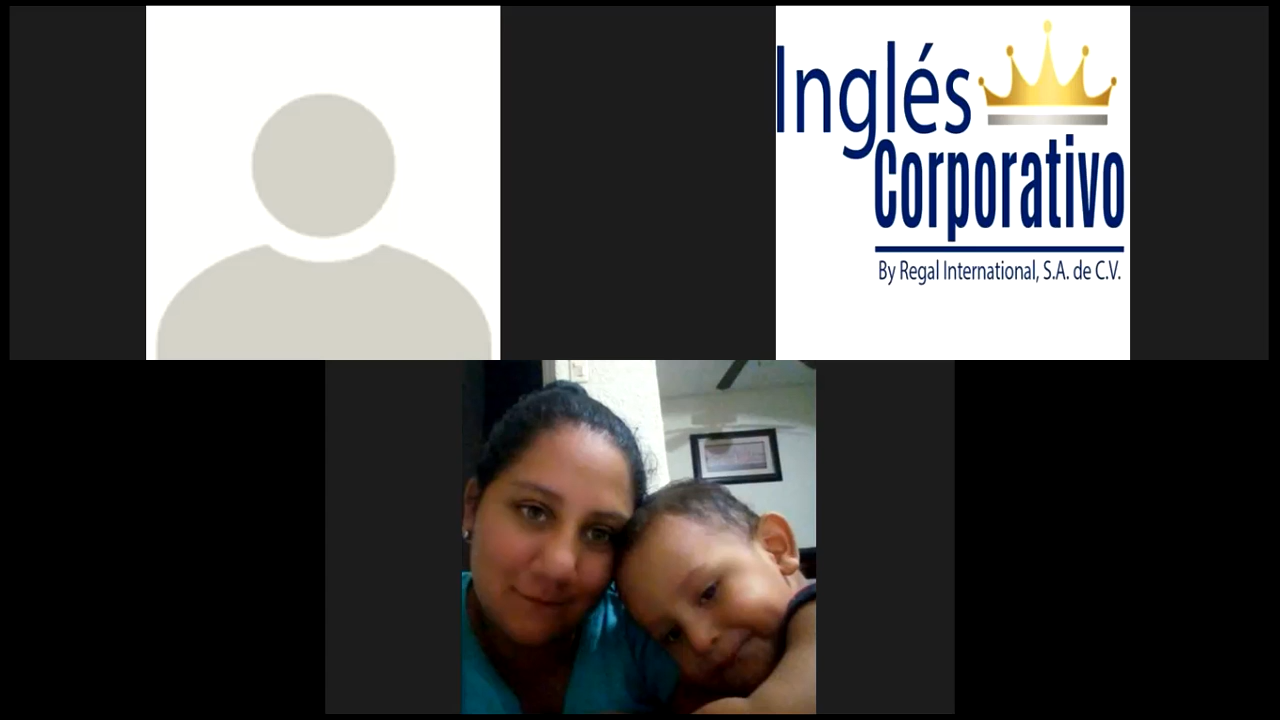 Inglés
Corporativo
By Regal International, S.A. de C.V.